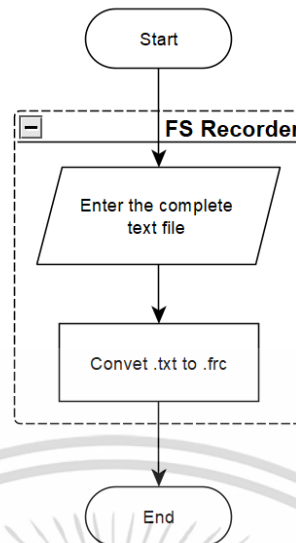 Start
FS Recorder
Enter the complete
text file
Convet .txt to .frc
End